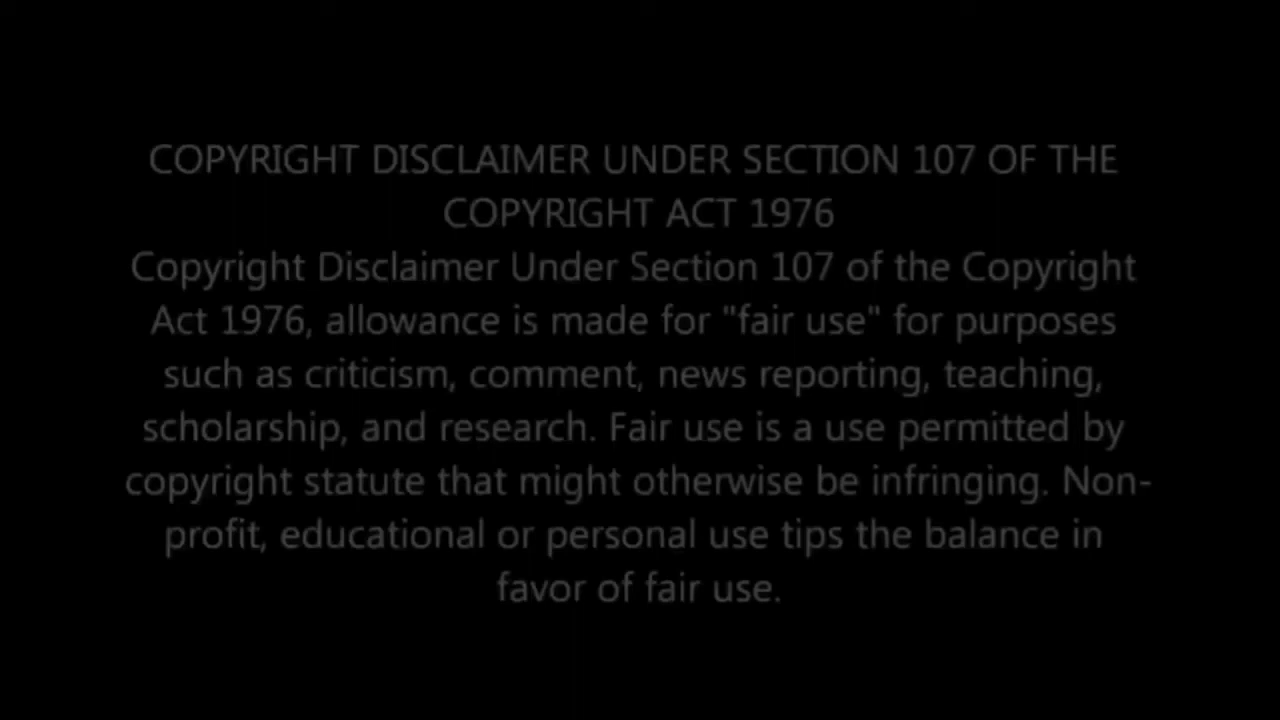 COPYRIGHT DISCLAIMER UNDER SECTION 107 OF THE
COPYRIGHT ACT 1976
Copyright Disclaimer Under Section 107 of the Copyright
Act 1976, allowance is made for "fair use" for purposes
such as criticism, comment, news reporting, teaching,
scholarship, and research. Fair use is a use permitted by
copyright statute that might otherwise be infringing. Non-
profit, educational or personal use tips the balance in
favor of fair use.